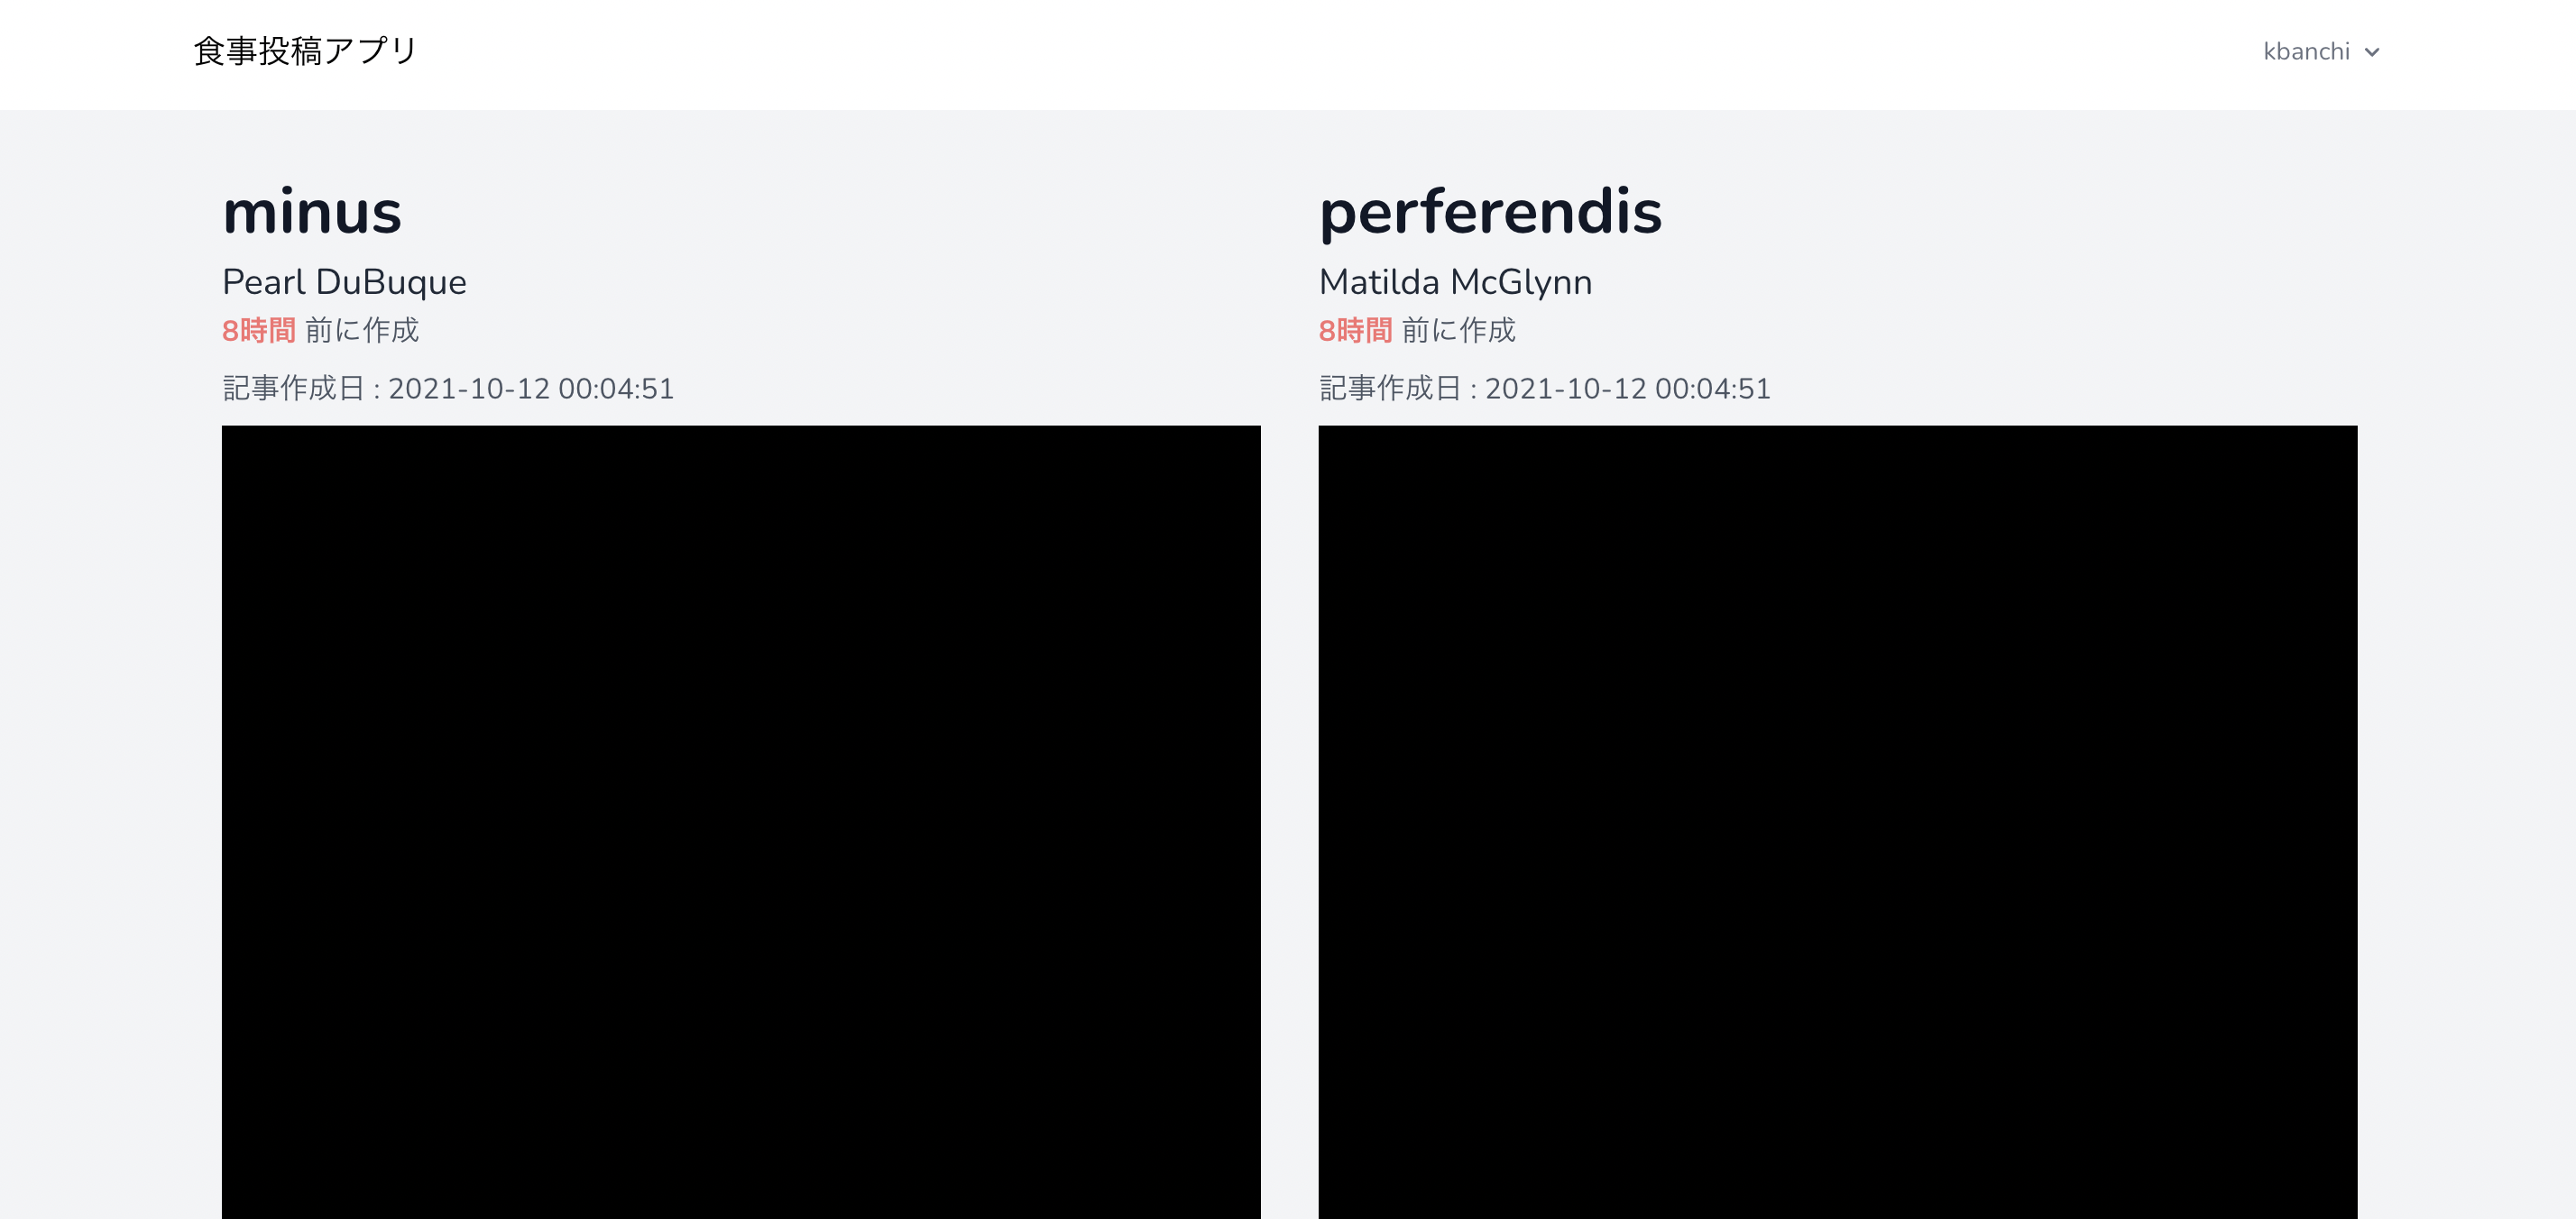 食事投稿アプリ
kbanchi
minus
Pearl DuBuque
8時間 前に作成
記事作成日 : 2021-10-12 00:04:51
perferendis
Matilda McGlynn
8時間 前に作成
記事作成日 : 2021-10-12 00:04:51